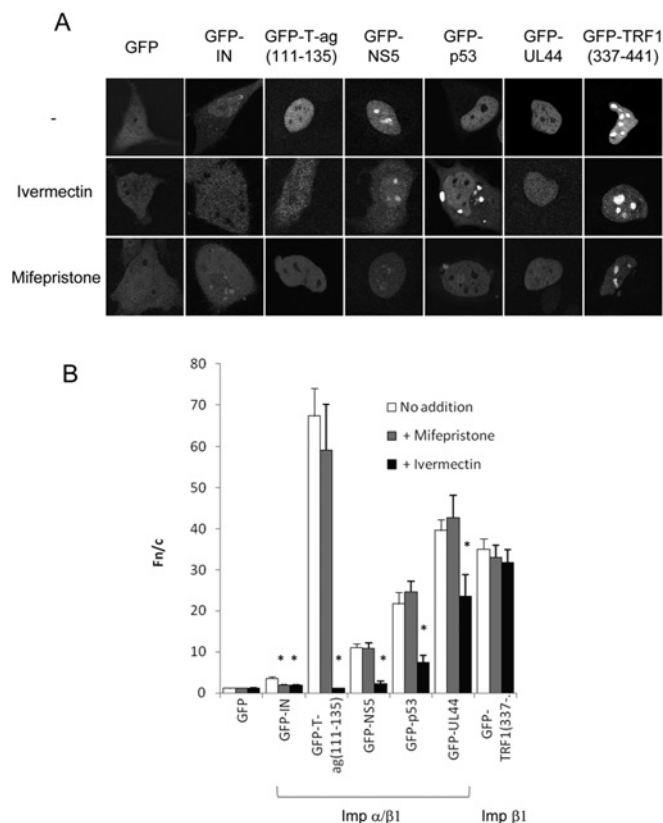 A
GFP
GFP-IN
GFP-T-ag (111-135)
GFP-NS5
GFP-p53
GFP-UL44
GFP-TRF1 (337-441)
-
Ivermectin
Mifepristone
B
80
70
60
50
40
30
20
10
0
Fn/c
No addition
+ Mifepristone
+ Ivermectin
*
* *
*
*
*
GFP
GFP-IN
GFP-T-ag(111-135)
GFP-NS5
GFP-p53
GFP-UL44
GFP-TRF1(337-.
Imp α/β1
Imp β1